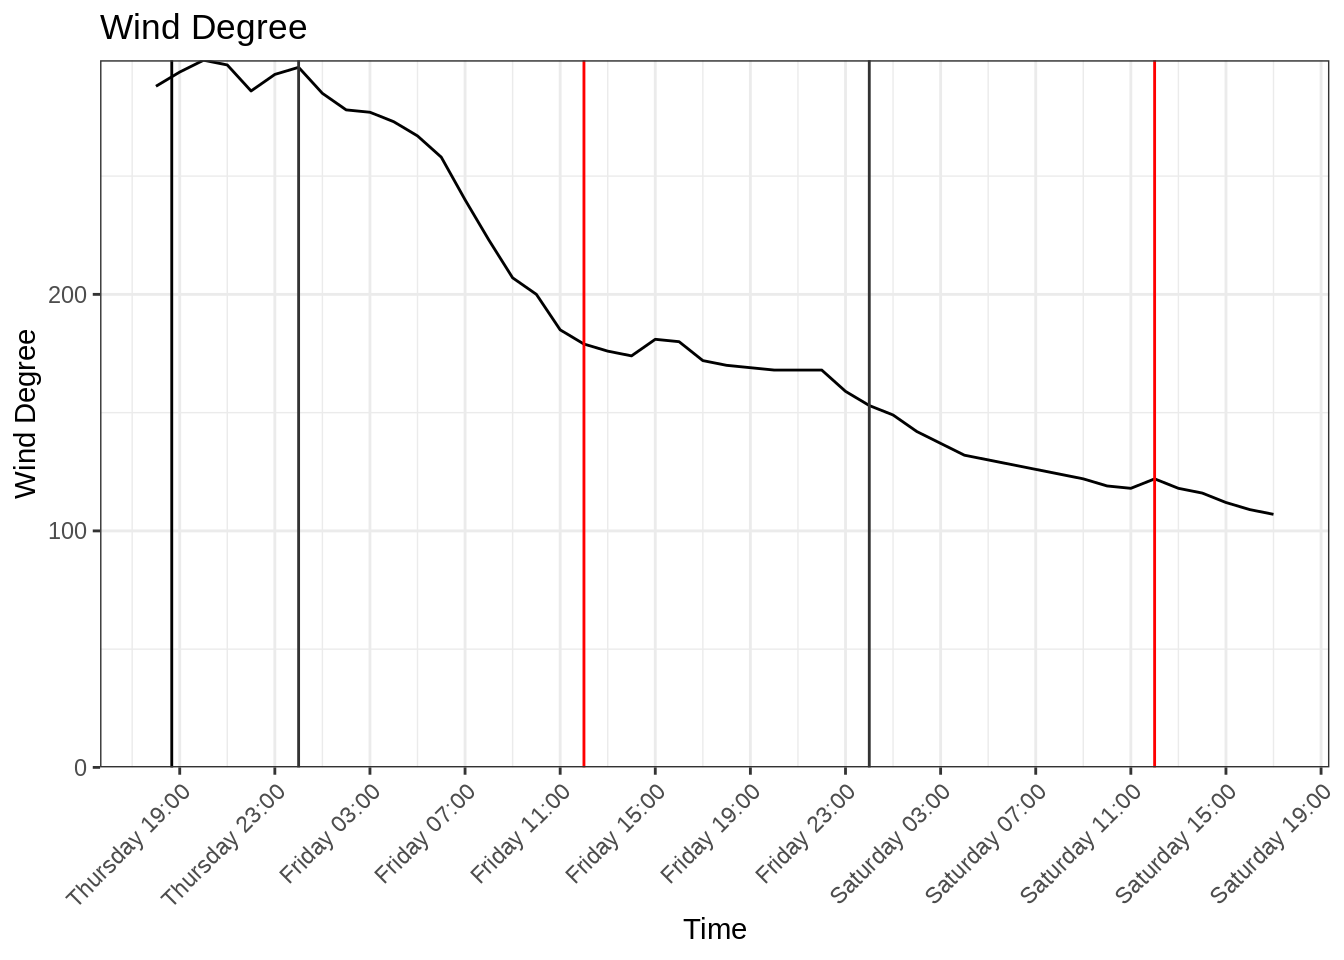 Wind Degree
Wind Degree
200
100
0
Thursday 19:00
Thursday 23:00
Friday 03:00
Friday 07:00
Friday 11:00
Friday 15:00
Friday 19:00
Friday 23:00
Saturday 03:00
Saturday 07:00
Saturday 11:00
Saturday 15:00
Saturday 19:00
Time